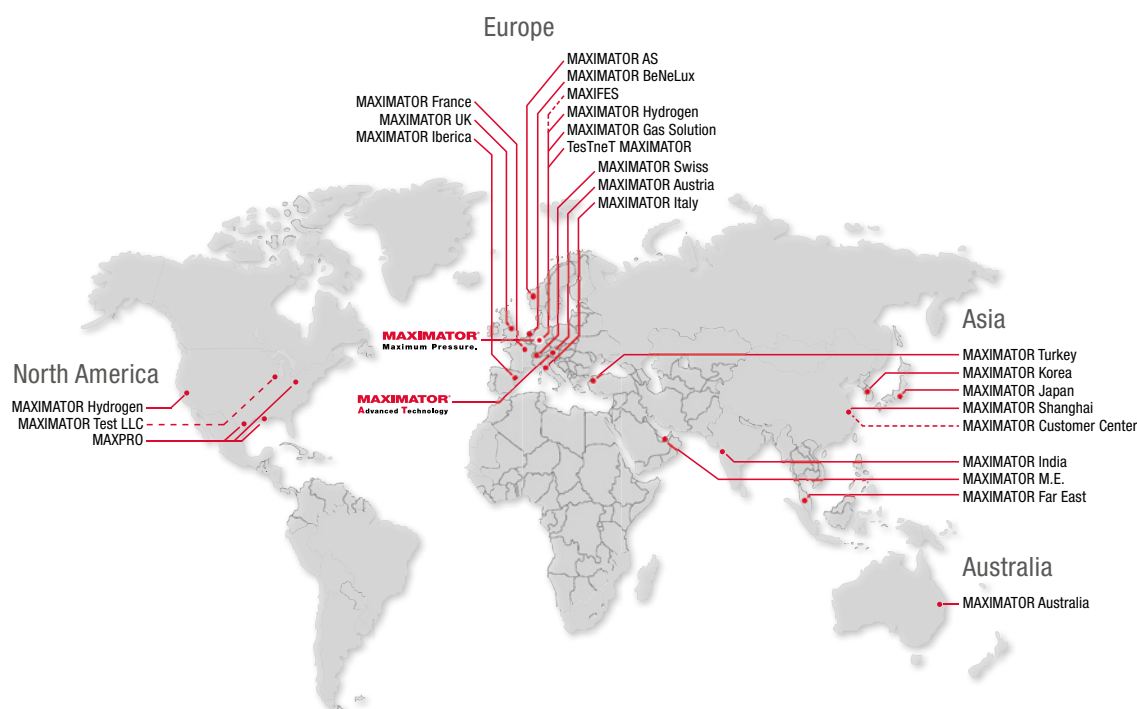 Europe
MAXIMATOR AS
MAXIMATOR BeNeLux
MAXIFES
MAXIMATOR Hydrogen
MAXIMATOR Gas Solution
TesTneT MAXIMATOR
MAXIMATOR Swiss
MAXIMATOR Austria
MAXIMATOR Italy
MAXIMATOR France
MAXIMATOR UK
MAXIMATOR Iberica
MAXIMATOR®
Maximum Pressure.
MAXIMATOR®
Advanced Technology
North America
MAXIMATOR Hydrogen
MAXIMATOR Test LLC
MAXPRO
Asia
MAXIMATOR Turkey
MAXIMATOR Korea
MAXIMATOR Japan
MAXIMATOR Shanghai
MAXIMATOR Customer Center
MAXIMATOR India
MAXIMATOR M.E.
MAXIMATOR Far East
Australia
MAXIMATOR Australia